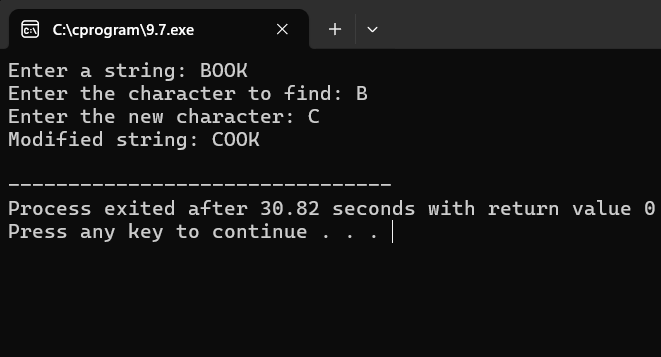 C:\cprogram\9.7.exe
Enter a string: BOOK
Enter the character to find: B
Enter the new character: C
Modified string: COOK
--------------------------------
Process exited after 30.82 seconds with return value 0
Press any key to continue . . .